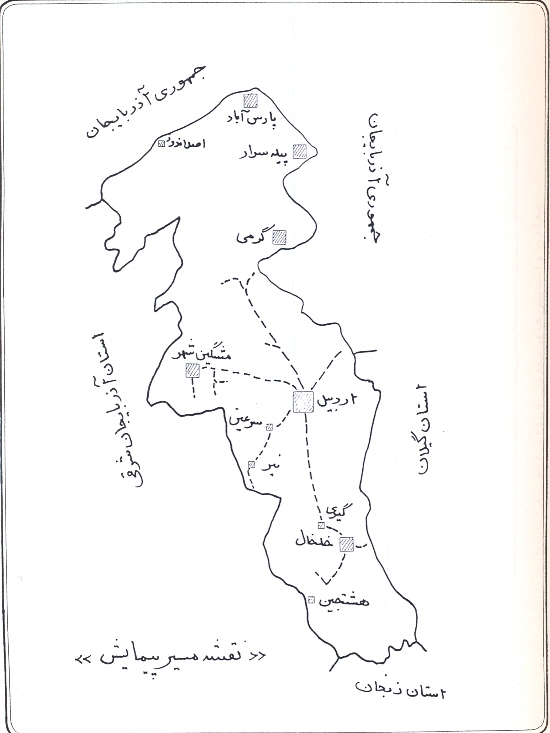 جمهوری آذربایجان
جمهوری آذربایجان
پارس آباد
اصلاندوز
پیله سوار
گرمی
مشگین شهر
استان آذربایجان شرقی
اردبیل
سرعین
نیر
استان گیلان
گیوی
خلخال
هشتجین
«نقشه مسیر پیمایش»
استان زنجان